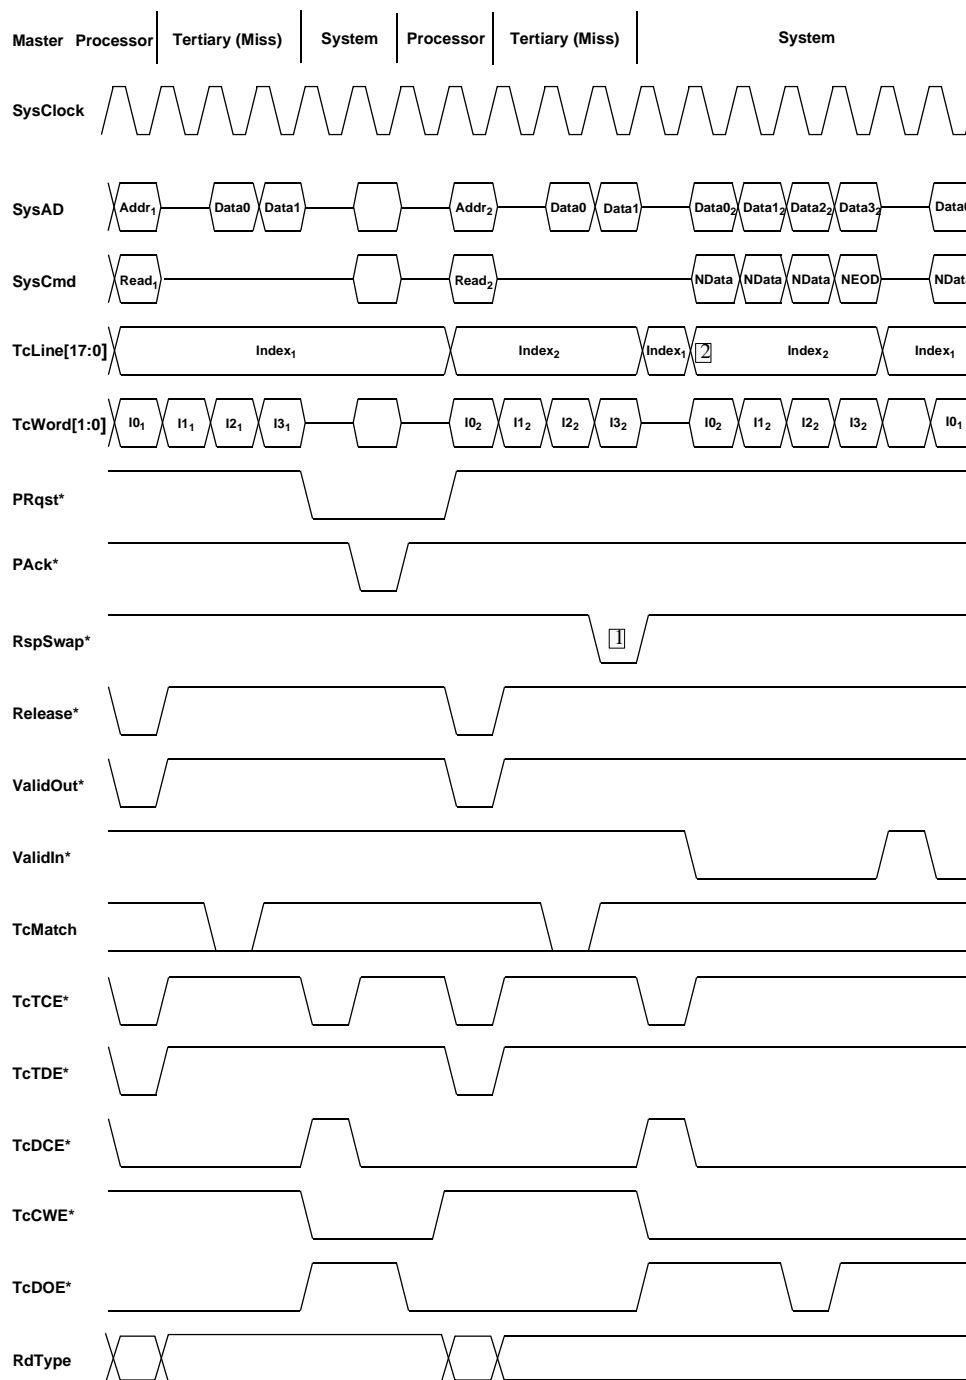 Master Processor Tertiary (Miss) System Processor Tertiary (Miss) System
SysClock
SysAD Addr1 Data0 Data1 Addr2 Data0 Data1 Data02 Data12 Data22 Data32 Data0
SysCmd Read1 Read2 NData NData NData NEOD NData
TcLine[17:0] Index1 Index2 Index1 2 Index2 Index1
TcWord[1:0] I01 I11 I21 I31 I02 I12 I22 I32 I02 I12 I22 I32 I01
PRqst*
PAck*
RspSwap* 1
Release*
ValidOut*
ValidIn*
TcMatch
TcTCE*
TcTDE*
TcDCE*
TcCWE*
TcDOE*
RdType